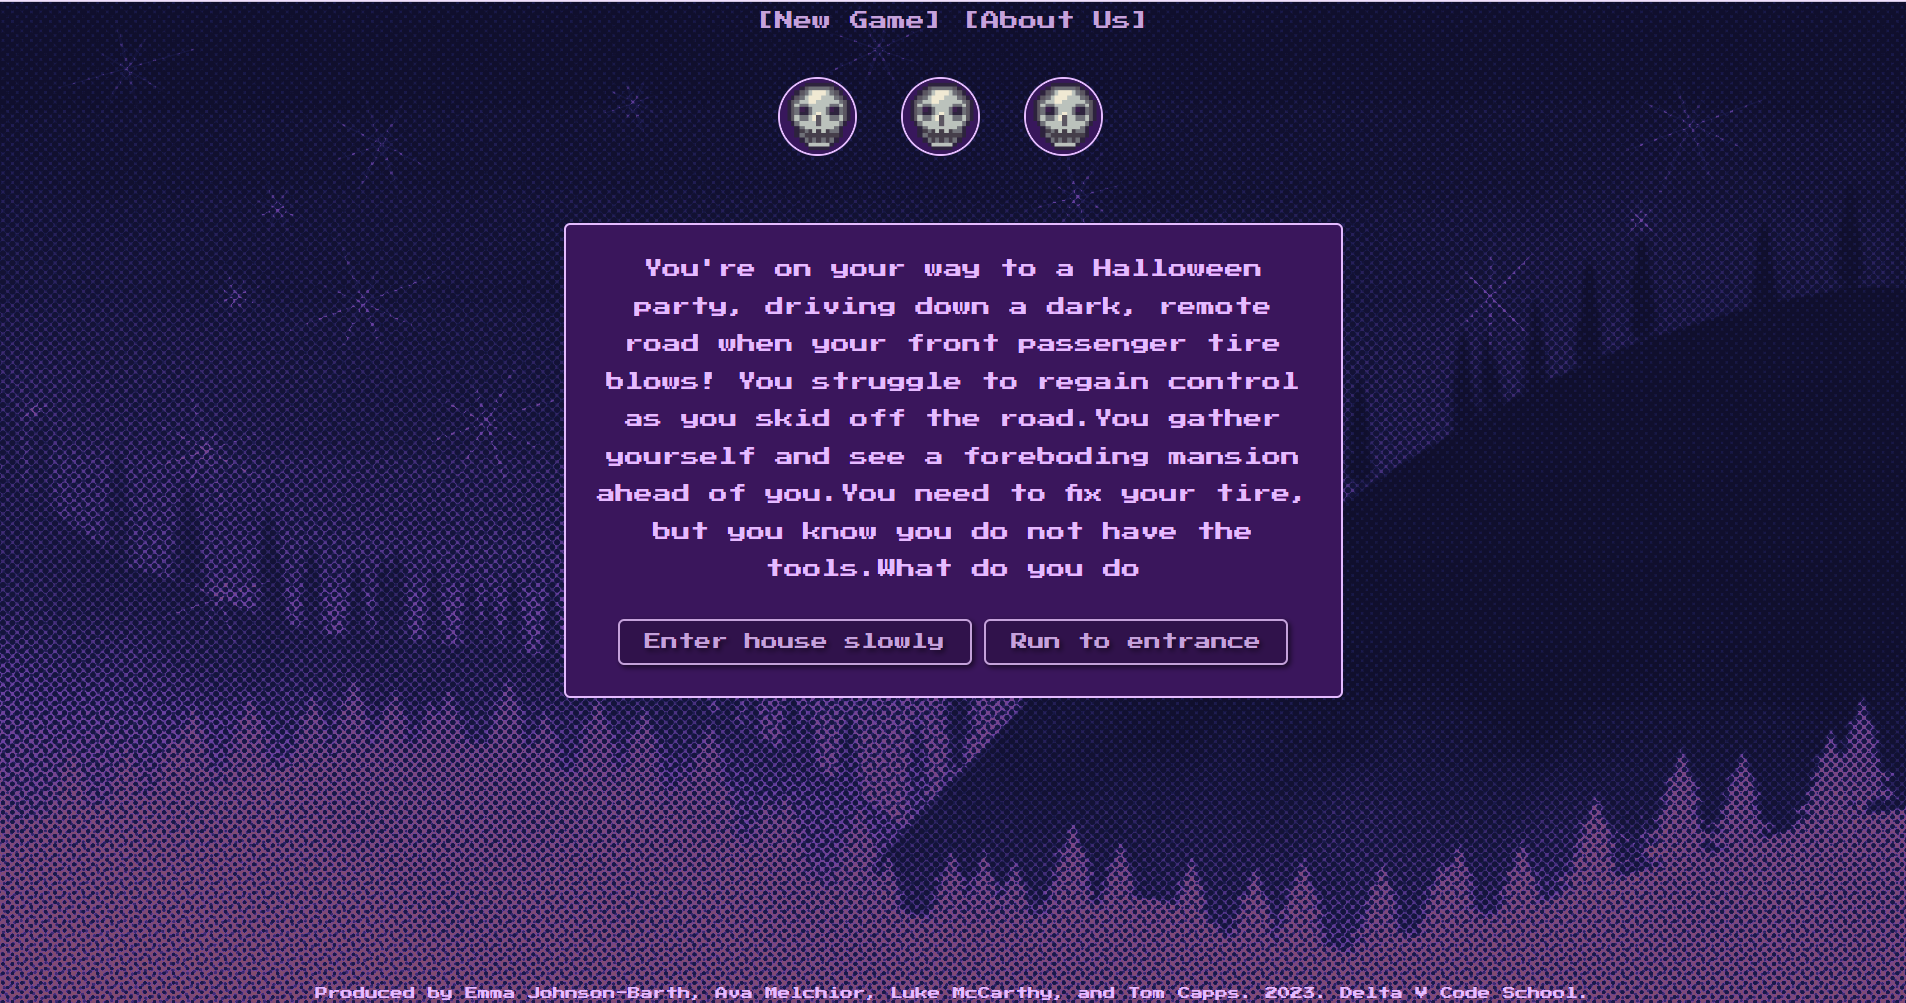 [New Game] [About Us]
You're on your way to a Halloween
party, driving down a dark, remote
road when your front passenger tire
blows! You struggle to regain control
as you skid off the road.You gather
yourself and see a foreboding mansion
ahead of you.You need to fix your tire,
but you know you do not have the
tools.What do you do
Enter house slowly
Run to entrance
Produced by Emma Johnson-Barth, Ava Melchior, Luke McCarthy, and Tom Capps. 2023. Delta V Code School.